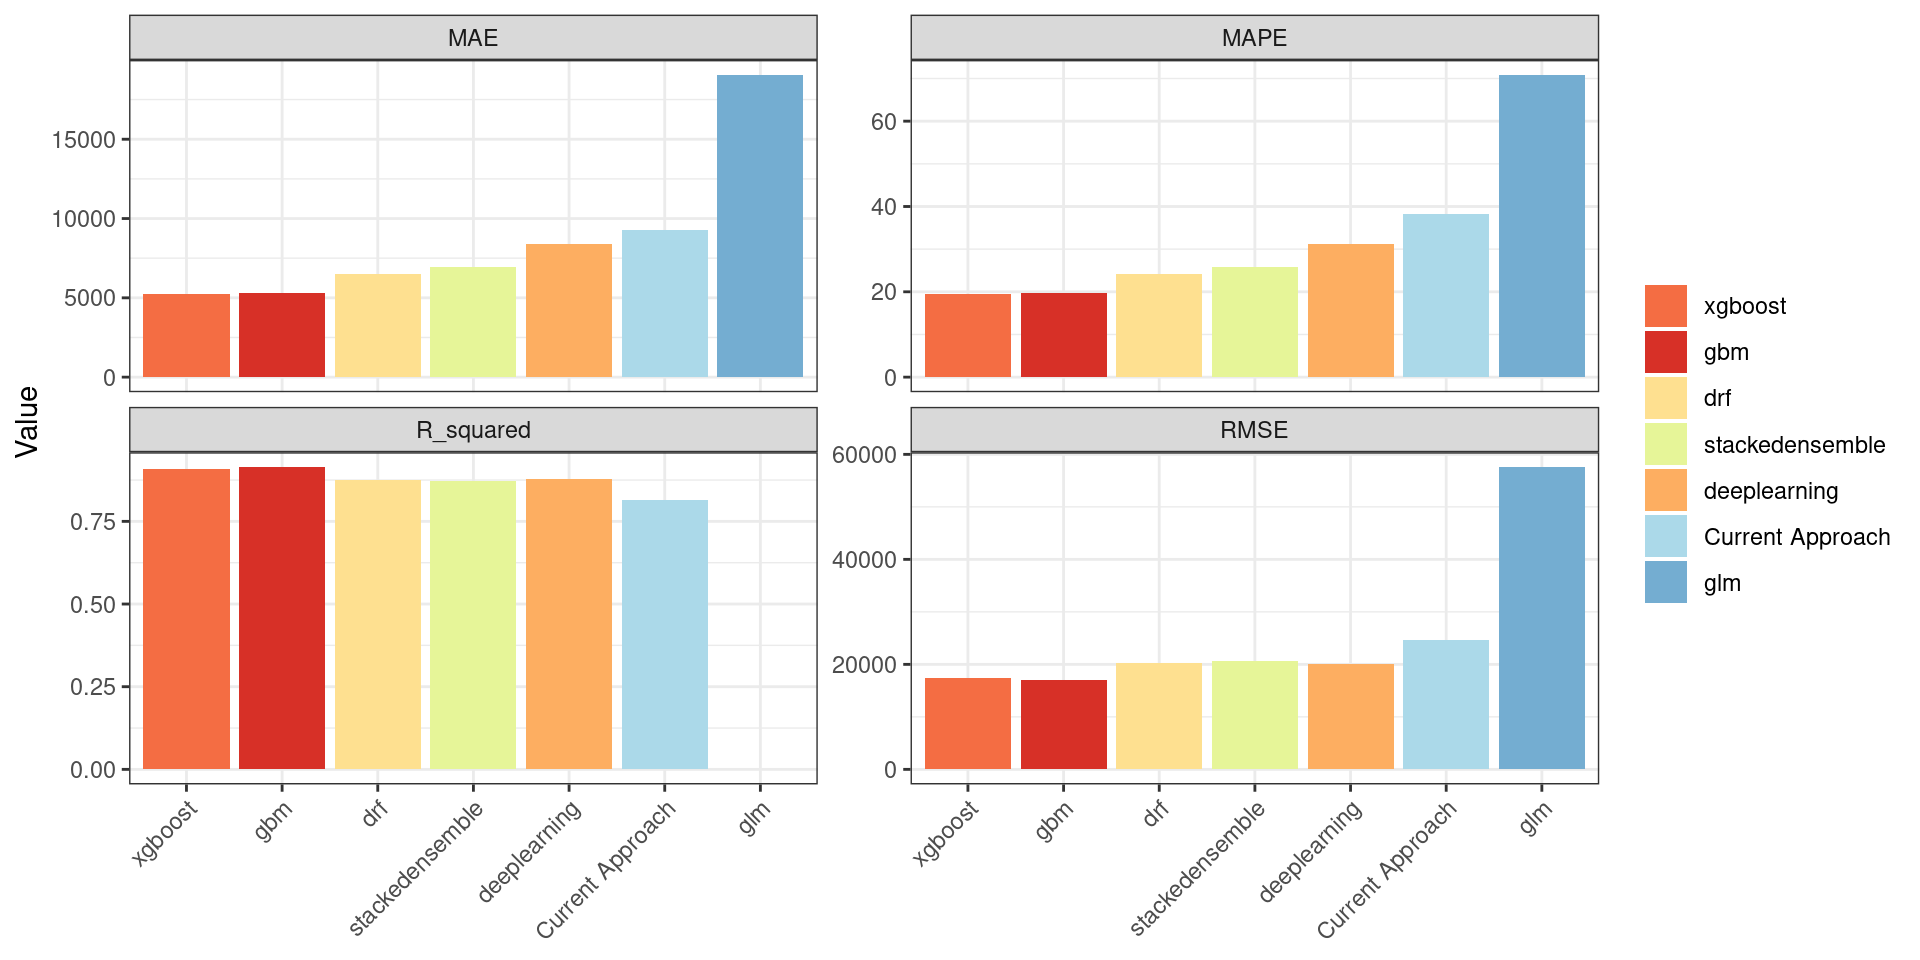 MAE
MAPE
15000
10000
5000
0
60
40
20
0
Value
R_squared
RMSE
0.75
0.50
0.25
0.00
60000
40000
20000
0
xgboost
gbm
drf
stackedensemble
deeplearning
Current Approach
glm
xgboost
gbm
drf
stackedensemble
deeplearning
Current Approach
glm
xgboost
gbm
drf
stackedensemble
deeplearning
Current Approach
glm